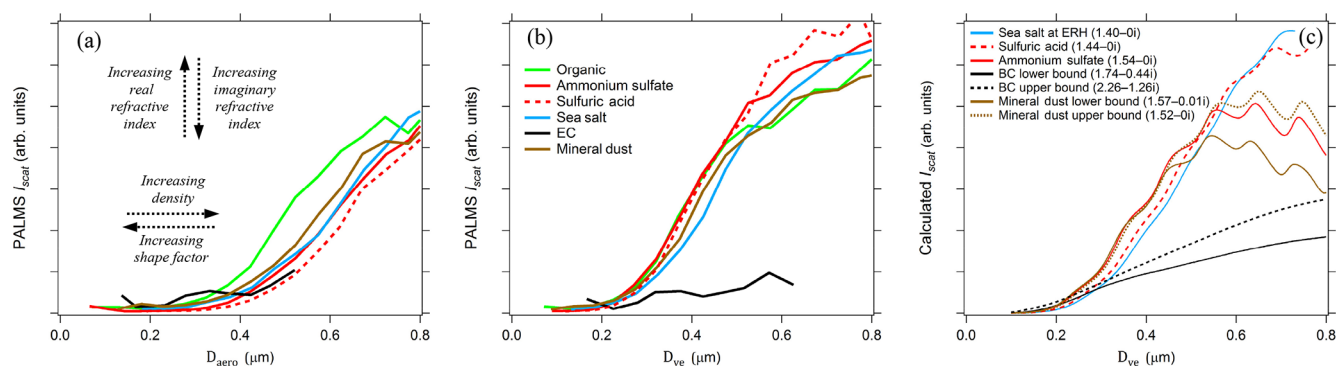 (a)
Increasing
real
refractive
index
Increasing
imaginary
refractive
index
Increasing
density
Increasing
shape factor
PALMS Iscat (arb. units)
0.0 0.2 0.4 0.6 0.8
Daero (μm)
(b)
Organic
Ammonium sulfate
Sulfuric acid
Sea salt
EC
Mineral dust
PALMS Iscat (arb. units)
0.0 0.2 0.4 0.6 0.8
Dve (μm)
(c)
Sea salt at ERH (1.40–0i)
Sulfuric acid (1.44–0i)
Ammonium sulfate (1.54–0i)
BC lower bound (1.74–0.44i)
BC upper bound (2.26–1.26i)
Mineral dust lower bound (1.57–0.01i)
Mineral dust upper bound (1.52–0i)
Calculated Iscat (arb. units)
0.0 0.2 0.4 0.6 0.8
Dve (μm)